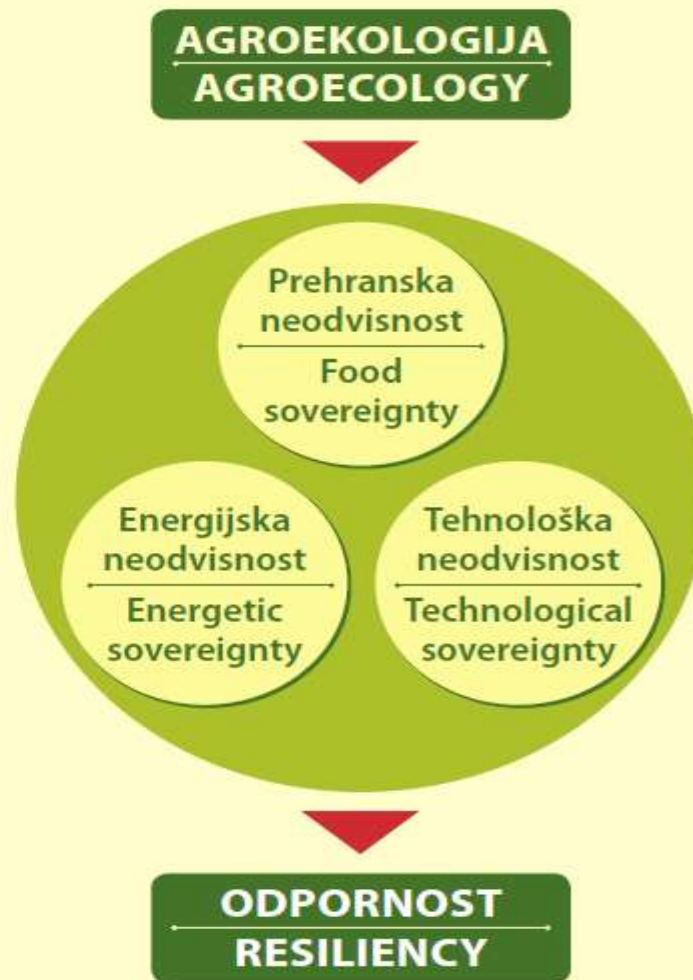 AGROEKOLOGIJA
AGROECOLOGY
Prehranska
neodvisnost
Food
sovereignty
Energijska
neodvisnost
Energetic
sovereignty
Tehnološka
neodvisnost
Technological
sovereignty
ODPORNOST
RESILIENCY